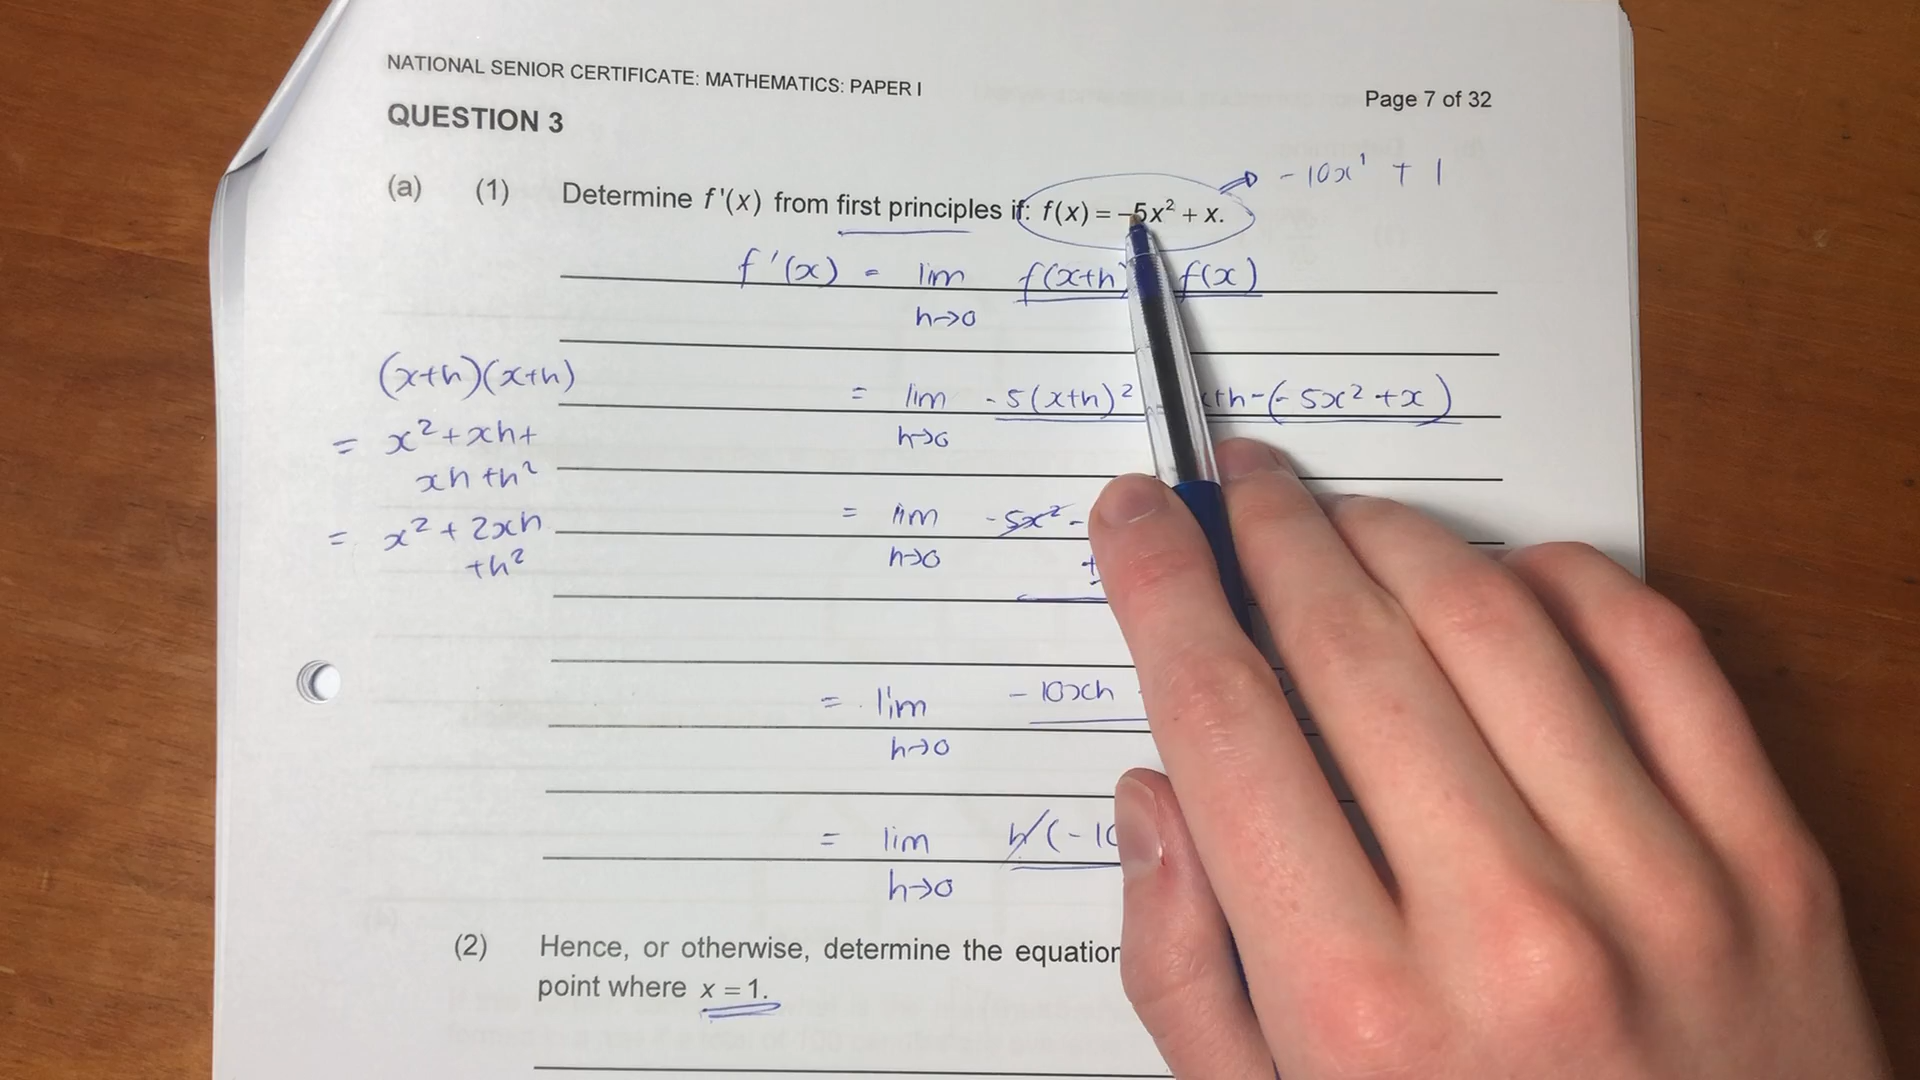 NATIONAL SENIOR CERTIFICATE: MATHEMATICS: PAPER I
Page 7 of 32
QUESTION 3
-10x¹ + 1
(a) (1) Determine f'(x) from first principles if: f(x) = -5x² + x.
f'(x) = lim f(x+h) f(x)
h→0
(x+h)(x+h)
= lim -5(x+h)² +h-(-5x²+x)
h→0
= x²+xh+
xh+h²
= lim -5x² -
h→0 +
= x²+2xh
+h²
= lim -10xh
h→0
= lim h(-10
h→0
(2) Hence, or otherwise, determine the equation
point where x = 1.